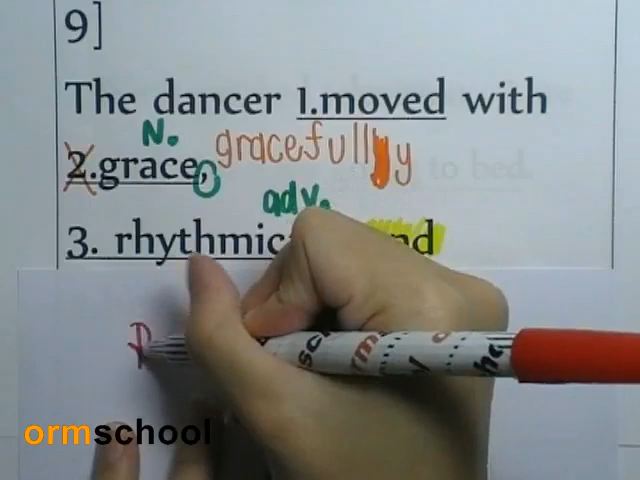 9]
The dancer 1.moved with
N. gracefully
2.grace,
adv.
3. rhythmic nd
ormschool